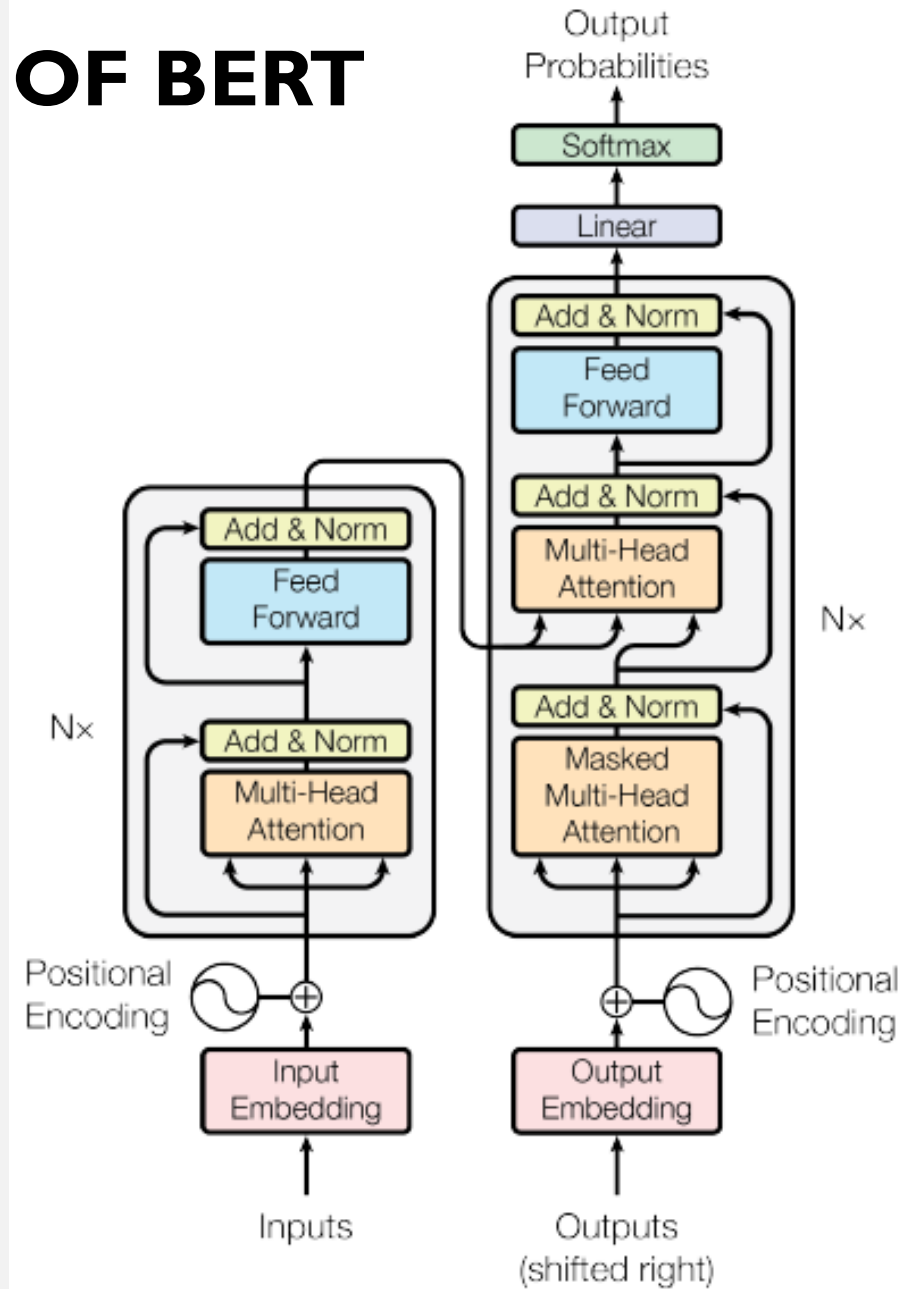 OF BERT
Output
Probabilities
Softmax
Linear
Add & Norm
Feed
Forward
Add & Norm
Multi-Head
Attention
Nx
Add & Norm
Masked
Multi-Head
Attention
Positional
Encoding
Output
Embedding
Outputs
(shifted right)
Add & Norm
Feed
Forward
Nx
Add & Norm
Multi-Head
Attention
Positional
Encoding
Input
Embedding
Inputs